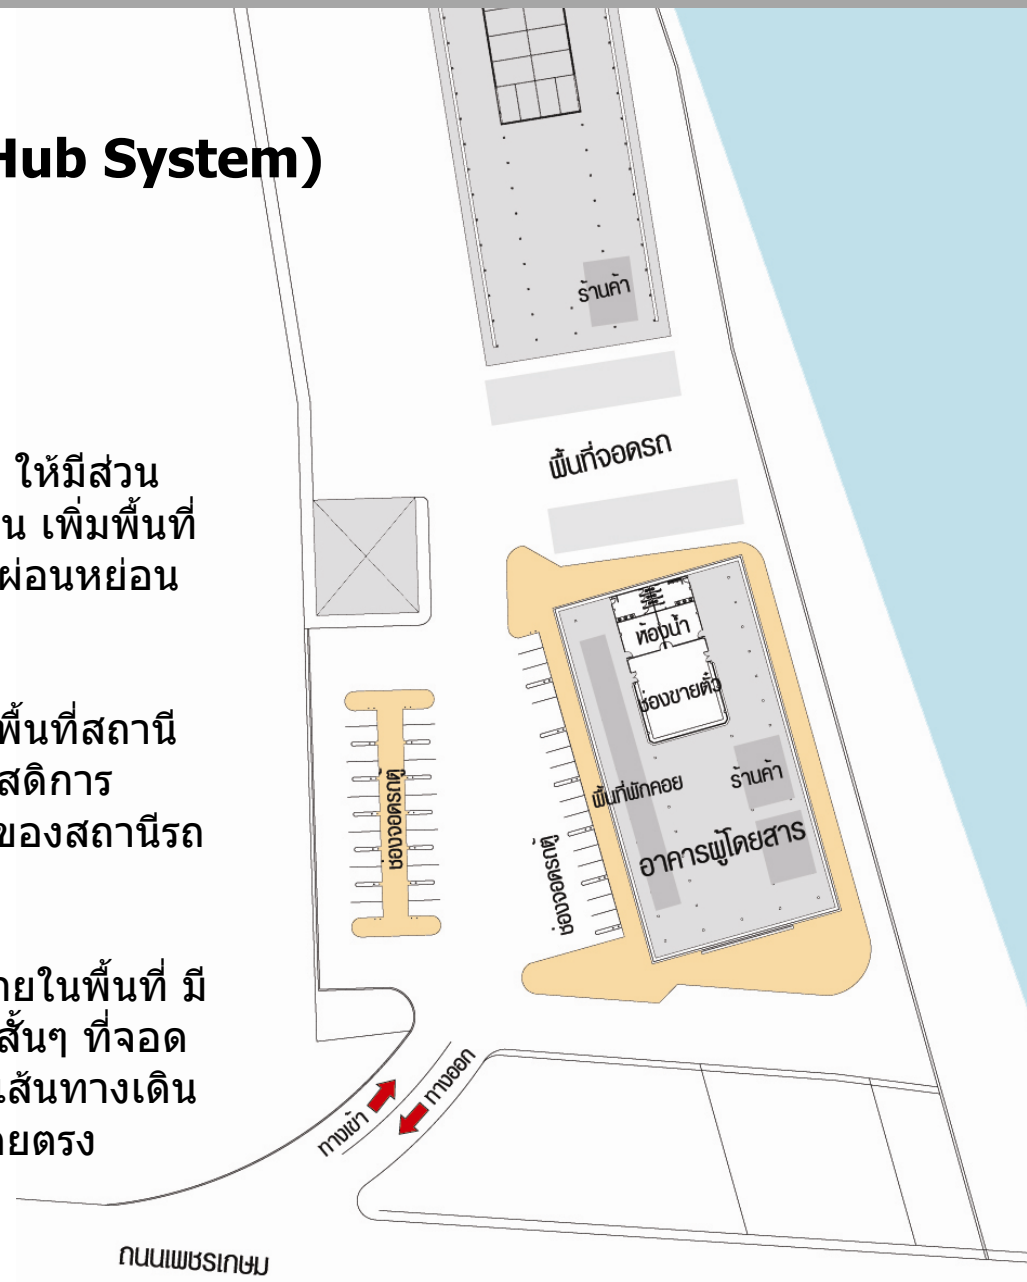 Hub System)
ให้มีส่วน
น เพิ่มพื้นที่
ผ่อนหย่อน
พื้นที่สถานี
สดิการ
ของสถานีรถ
ายในพื้นที่ มี
สั้นๆ ที่จอด
เส้นทางเดิน
ายตรง
ร้านค้า
พื้นที่จอดรถ
ห้องน้ำ
ช่องขายตั๋ว
พื้นที่พักคอย
ร้านค้า
อาคารผู้โดยสาร
ช่องจอดรถตู้
ช่องจอดรถตู้
ทางเข้า
ทางออก
ถนนเพชรเกษม